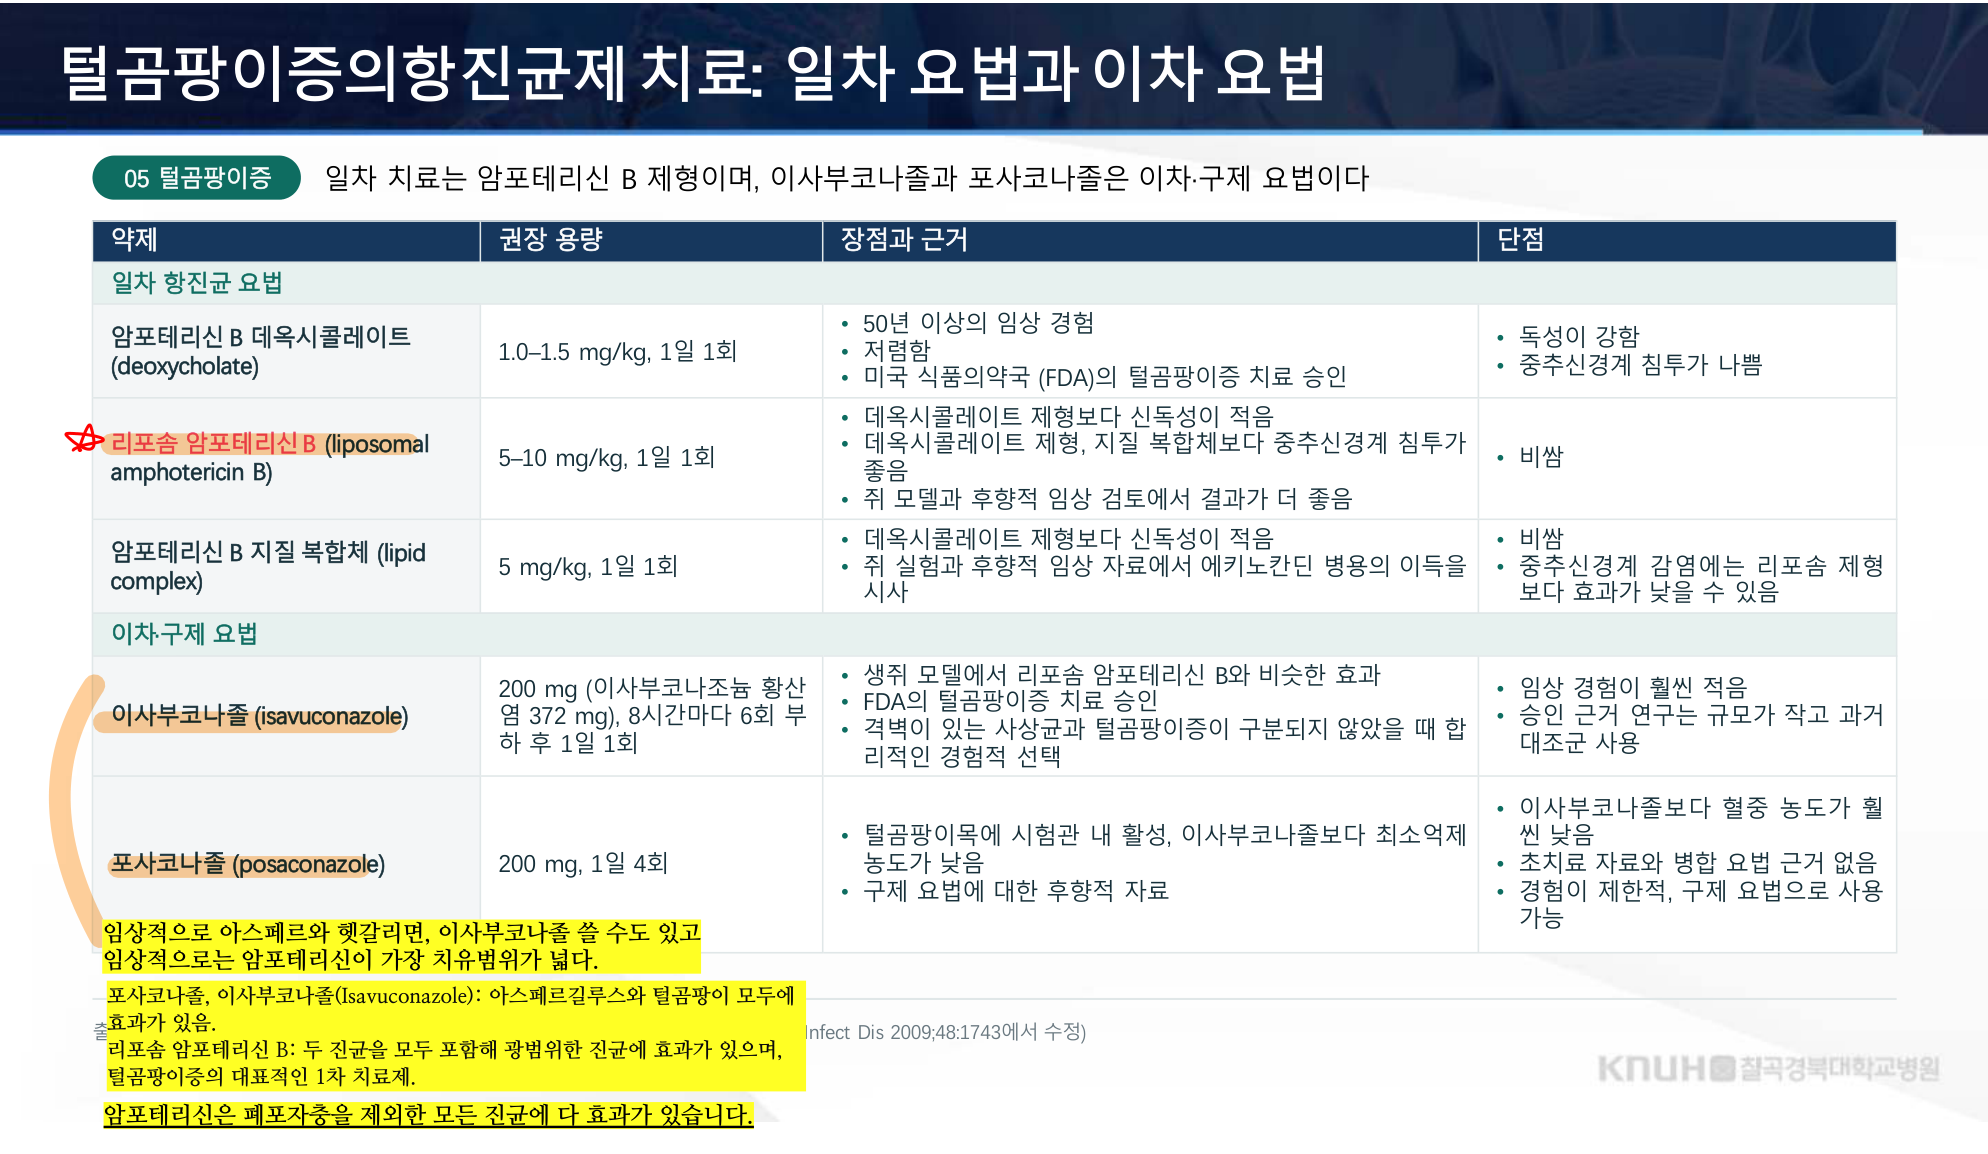 털곰팡이증의항진균제 치료: 일차 요법과 이차 요법
05 털곰팡이증
일차 치료는 암포테리신 B 제형이며, 이사부코나졸과 포사코나졸은 이차·구제 요법이다
약제
권장 용량
장점과 근거
단점
일차 항진균 요법
암포테리신 B 데옥시콜레이트
(deoxycholate)
1.0–1.5 mg/kg, 1일 1회
• 50년 이상의 임상 경험
• 저렴함
• 미국 식품의약국 (FDA)의 털곰팡이증 치료 승인
• 독성이 강함
• 중추신경계 침투가 나쁨
리포솜 암포테리신 B (liposomal
amphotericin B)
5–10 mg/kg, 1일 1회
• 데옥시콜레이트 제형보다 신독성이 적음
• 데옥시콜레이트 제형, 지질 복합체보다 중추신경계 침투가
좋음
• 쥐 모델과 후향적 임상 검토에서 결과가 더 좋음
• 비쌈
암포테리신 B 지질 복합체 (lipid
complex)
5 mg/kg, 1일 1회
• 데옥시콜레이트 제형보다 신독성이 적음
• 쥐 실험과 후향적 임상 자료에서 에키노칸딘 병용의 이득을
시사
• 비쌈
• 중추신경계 감염에는 리포솜 제형
보다 효과가 낮을 수 있음
이차·구제 요법
이사부코나졸 (isavuconazole)
200 mg (이사부코나조늄 황산
염 372 mg), 8시간마다 6회 부
하 후 1일 1회
• 생쥐 모델에서 리포솜 암포테리신 B와 비슷한 효과
• FDA의 털곰팡이증 치료 승인
• 격벽이 있는 사상균과 털곰팡이증이 구분되지 않았을 때 합
리적인 경험적 선택
• 임상 경험이 훨씬 적음
• 승인 근거 연구는 규모가 작고 과거
대조군 사용
포사코나졸 (posaconazole)
200 mg, 1일 4회
• 털곰팡이목에 시험관 내 활성, 이사부코나졸보다 최소억제
농도가 낮음
• 구제 요법에 대한 후향적 자료
• 이사부코나졸보다 혈중 농도가 훨
씬 낮음
• 초치료 자료와 병합 요법 근거 없음
• 경험이 제한적, 구제 요법으로 사용
가능
임상적으로 아스페르와 헷갈리면, 이사부코나졸 쓸 수도 있고
임상적으로는 암포테리신이 가장 치유범위가 넓다.
포사코나졸, 이사부코나졸(Isavuconazole): 아스페르길루스와 털곰팡이 모두에
효과가 있음.
리포솜 암포테리신 B: 두 진균을 모두 포함해 광범위한 진균에 효과가 있으며,
털곰팡이증의 대표적인 1차 치료제.
Infect Dis 2009;48:1743에서 수정)
암포테리신은 폐포자충을 제외한 모든 진균에 다 효과가 있습니다.
KNUH 칠곡경북대학교병원